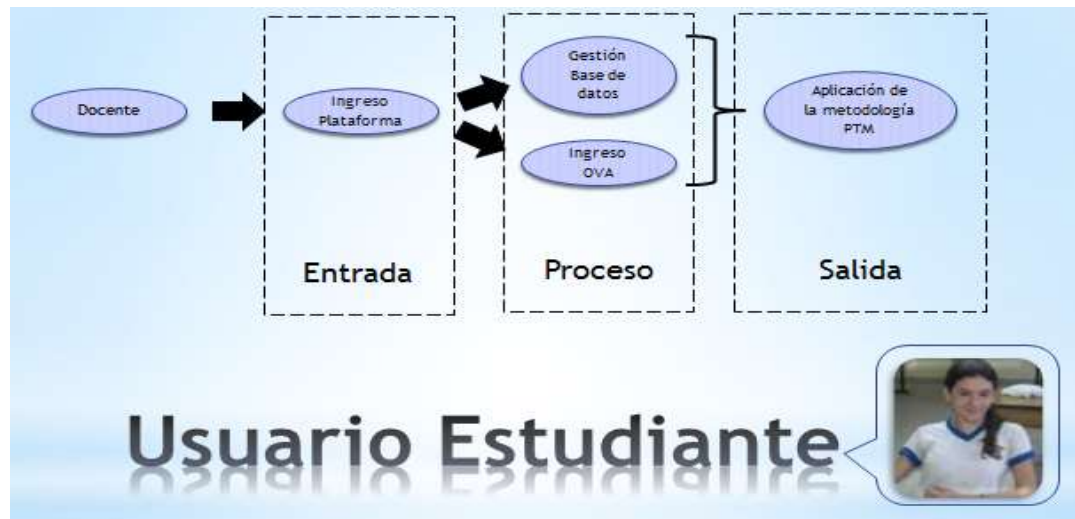 Docente
Ingreso
Plataforma
Gestión
Base de
datos
Ingreso
OVA
Aplicación de
la metodología
PTM
Entrada
Proceso
Salida
Usuario Estudiante